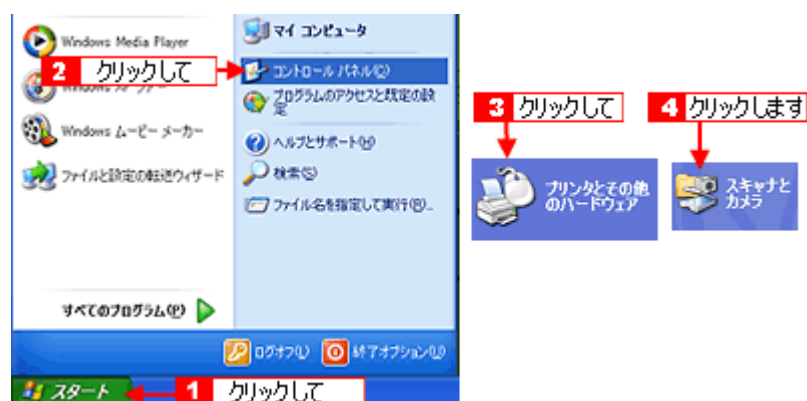 Windows Media Player
マイ コンピュータ
2 クリックして
コントロール パネル(C)
プログラムのアクセスと既定の設
定
Windows ムービー メーカー
ヘルプとサポート(H)
ファイルと設定の転送ウィザード
検索(S)
ファイル名を指定して実行(R)...
すべてのプログラム(P)
ログオフ(L)
終了オプション(U)
スタート
1 クリックして
3 クリックして
プリンタとその他
のハードウェア
4 クリックします
スキャナと
カメラ